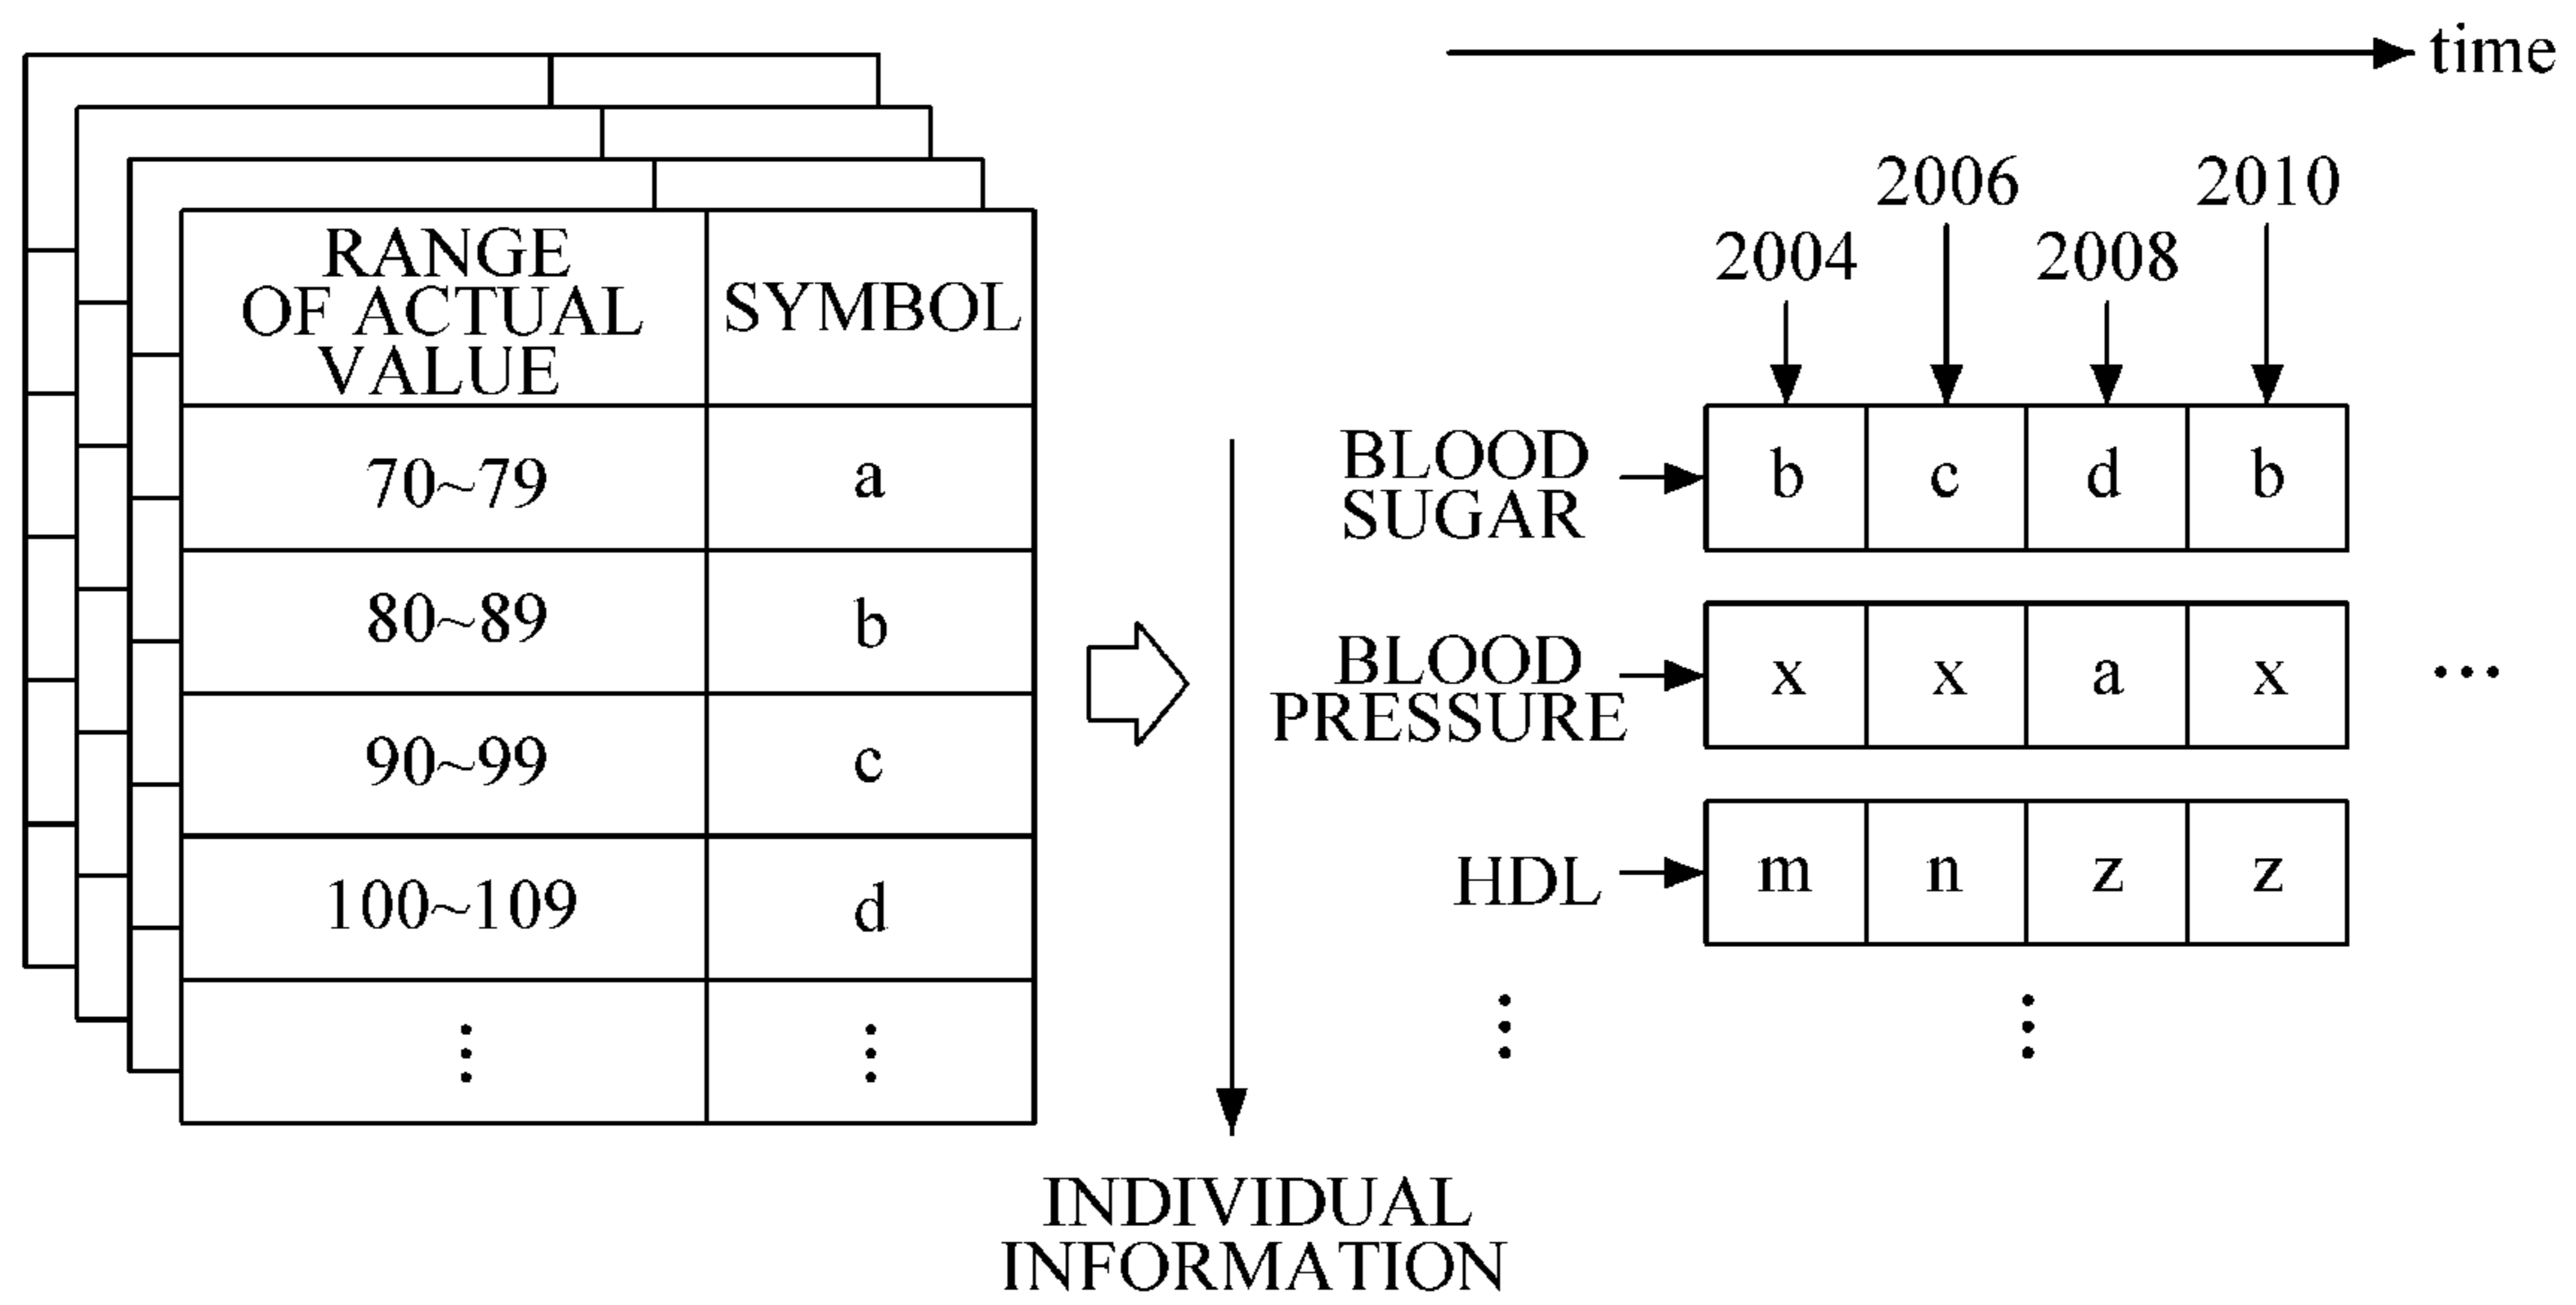 time
2006 2010
2004 2008
RANGE
OF ACTUAL
VALUE
SYMBOL
70~79 a
80~89 b
90~99 c
100~109 d
BLOOD
SUGAR
b c d b
BLOOD
PRESSURE
x x a x
...
HDL
m n z z
INDIVIDUAL
INFORMATION